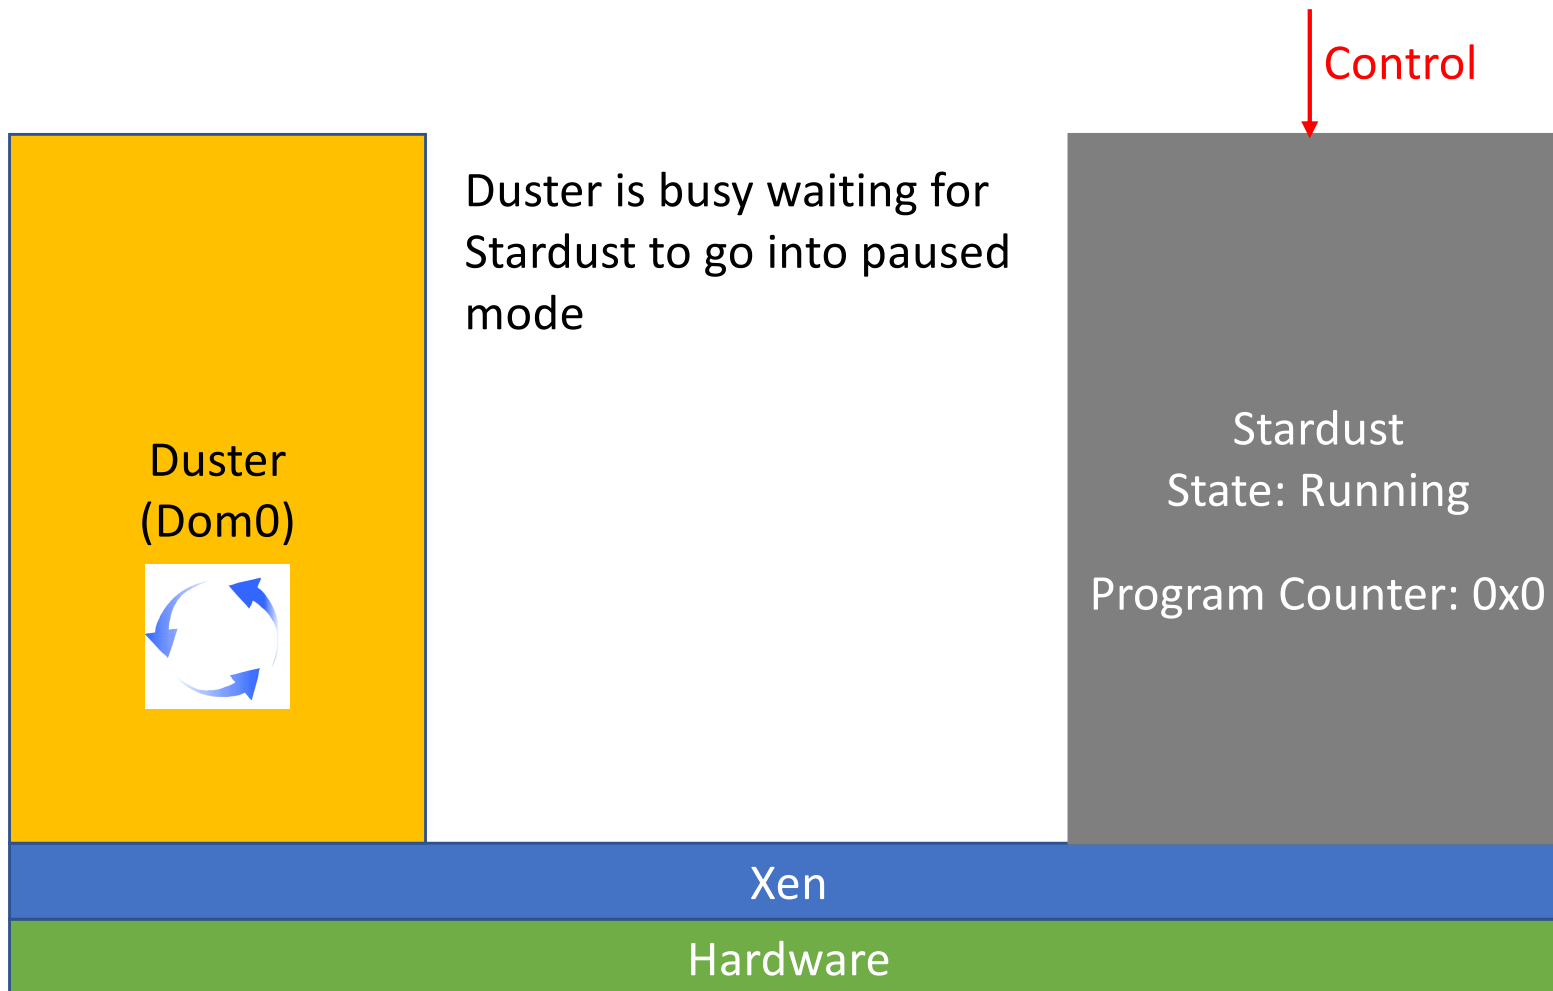 Control
Duster is busy waiting for
Stardust to go into paused
mode
Duster
(Dom0)
Stardust
State: Running
Program Counter: 0x0
Xen
Hardware